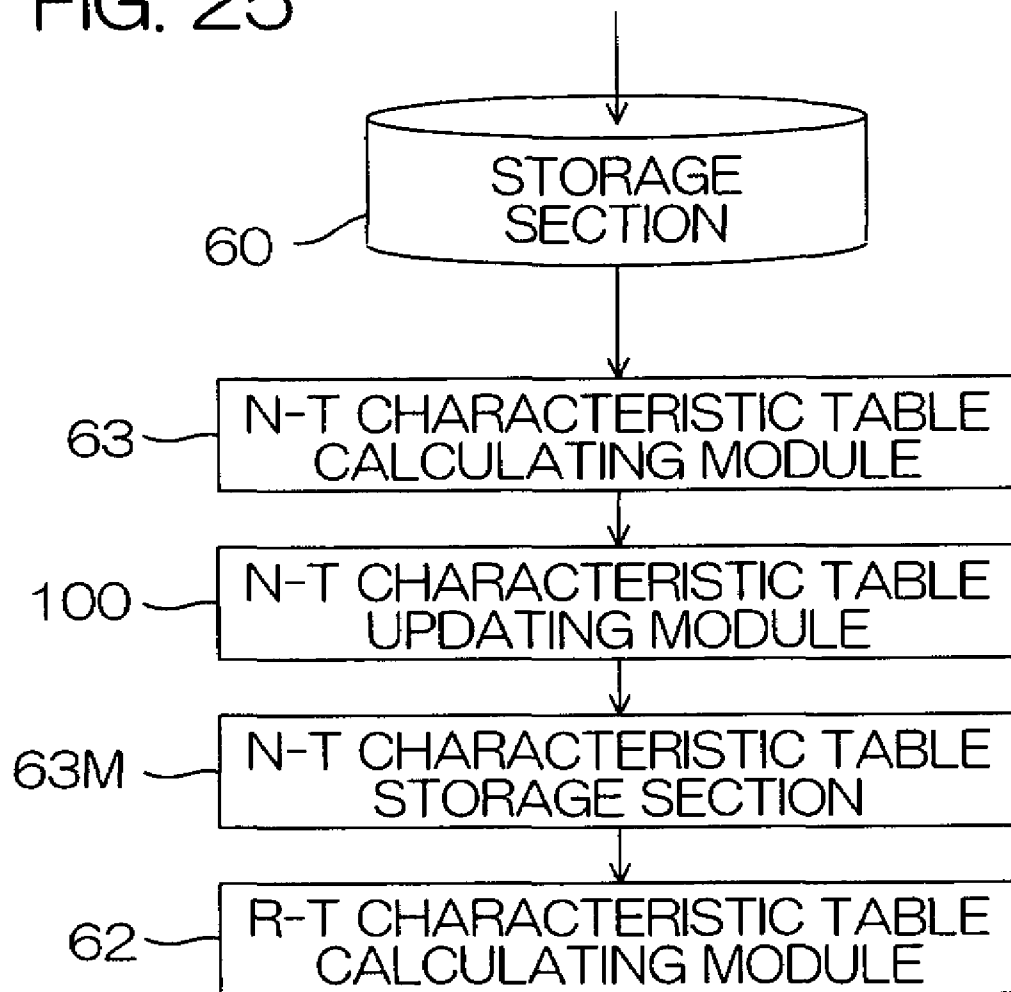 FIG. 25
STORAGE
SECTION
60
N-T CHARACTERISTIC TABLE
CALCULATING MODULE
63
N-T CHARACTERISTIC TABLE
UPDATING MODULE
100
N-T CHARACTERISTIC TABLE
STORAGE SECTION
63M
R-T CHARACTERISTIC TABLE
CALCULATING MODULE
62